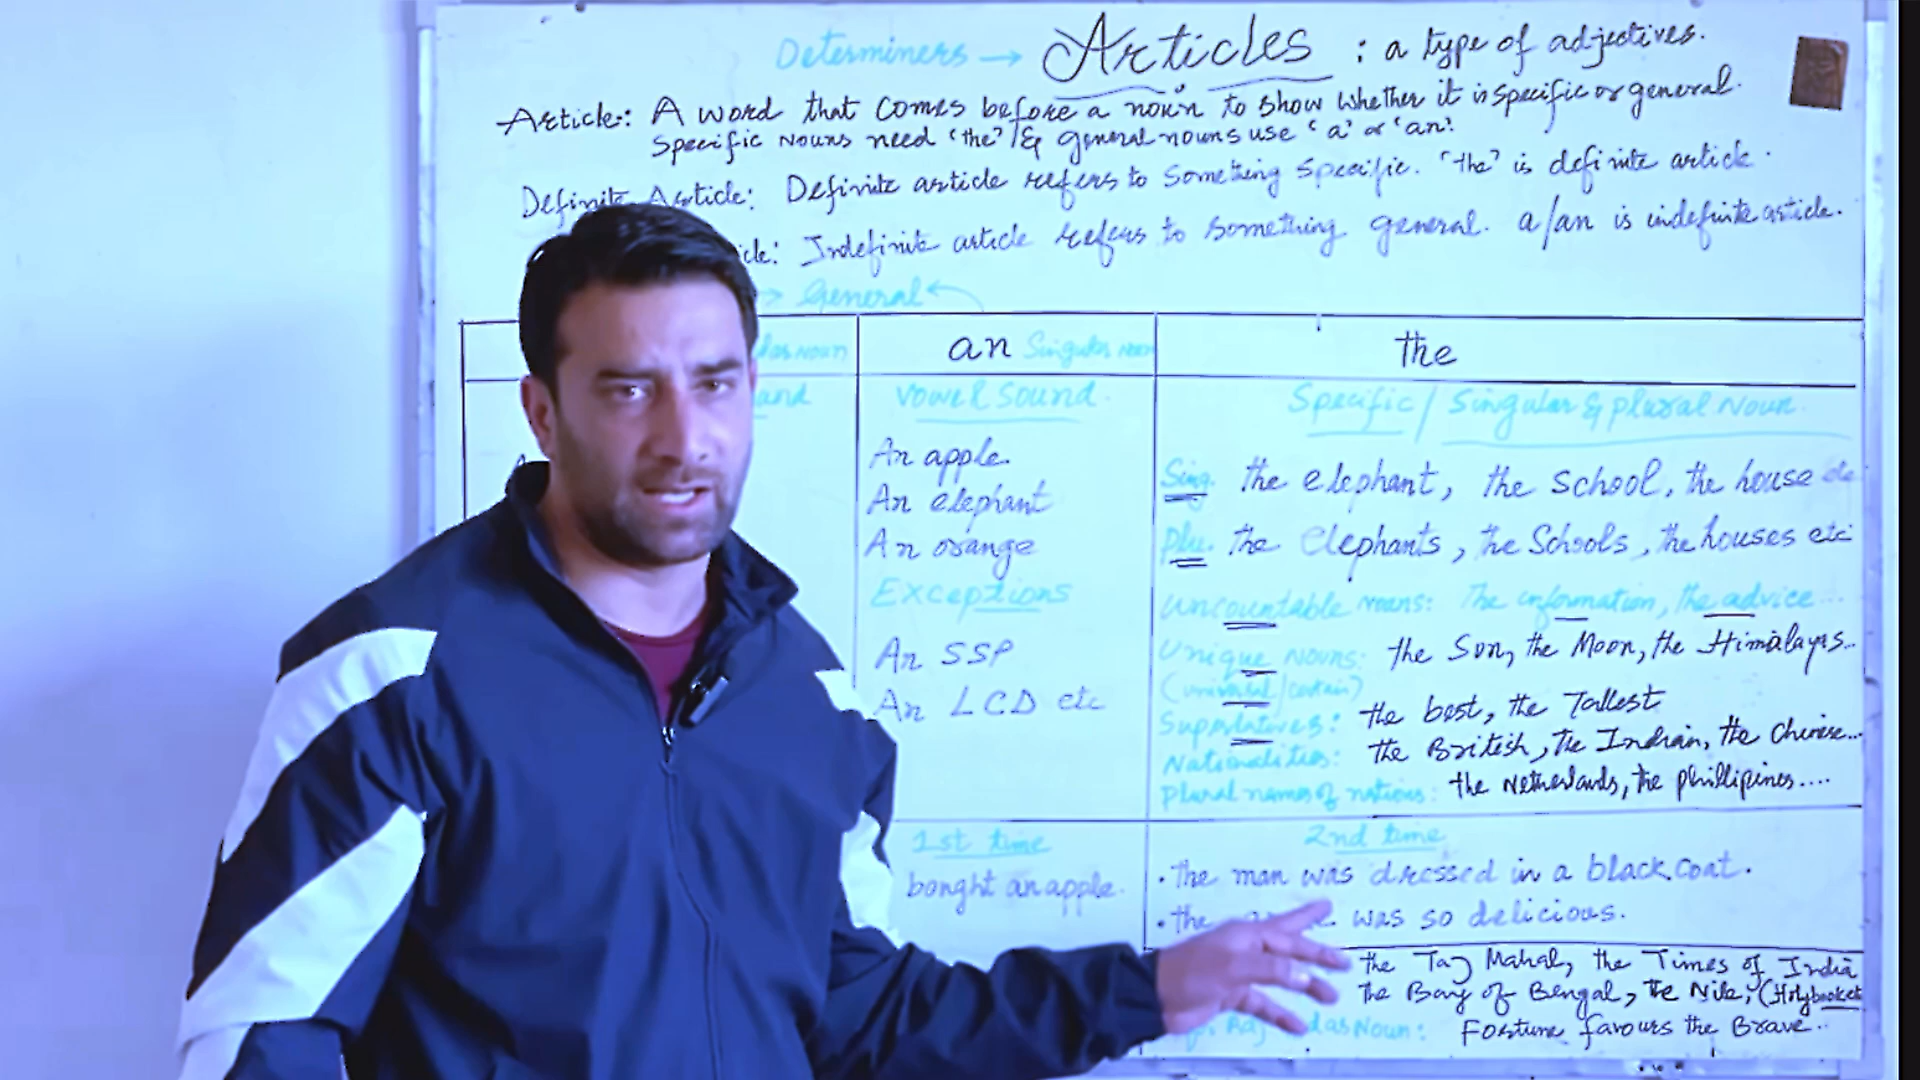 Determiners → Articles : a type of adjectives.
Article: A word that comes before a noun to show whether it is specific or general.
Specific Nouns need 'the' & general nouns use 'a' or 'an'.
Definite Article: Definite article refers to something specific. 'the' is definite article.
cle: Indefinite article refers to something general. a/an is indefinite article.
→ General
Noun
an Singular Noun
the
Vowel Sound
An apple
An elephant
An orange
Exceptions
An SSP
An LCD etc
Specific / Singular & plural Noun
Sing. the elephant, the school, the house etc
Plu. the elephants, the Schools, the houses etc
Uncountable nouns: The information, the advice...
Unique nouns: the Sun, the Moon, the Himalayas...
(universal/certain)
Superlatives: the best, the Tallest
Nationalities: the British, the Indian, the Chinese...
Plural names of nations: the Netherlands, the Phillipines....
1st time
bought an apple.
2nd time
• the man was dressed in a black coat.
• the was so delicious.
the Taj Mahal, the Times of India
the Bay of Bengal, the Nile, (Holybooks etc
Adj as Noun: Fortune favours the Brave..